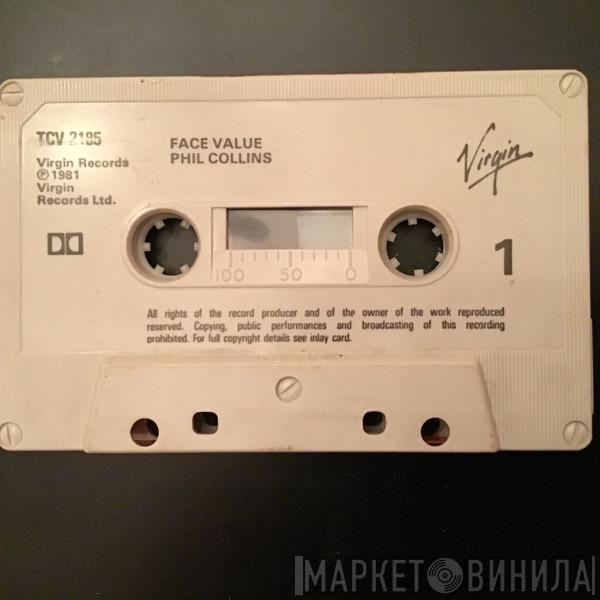 TCV 2185
FACE VALUE
PHIL COLLINS
Virgin Records
℗ 1981
Virgin
Records Ltd.
Virgin
1
100 50 0
All rights of the record producer and of the owner of the work reproduced
reserved. Copying, public performances and broadcasting of this recording
prohibited. For full copyright details see inlay card.
МАРКЕТ ВИНИЛА